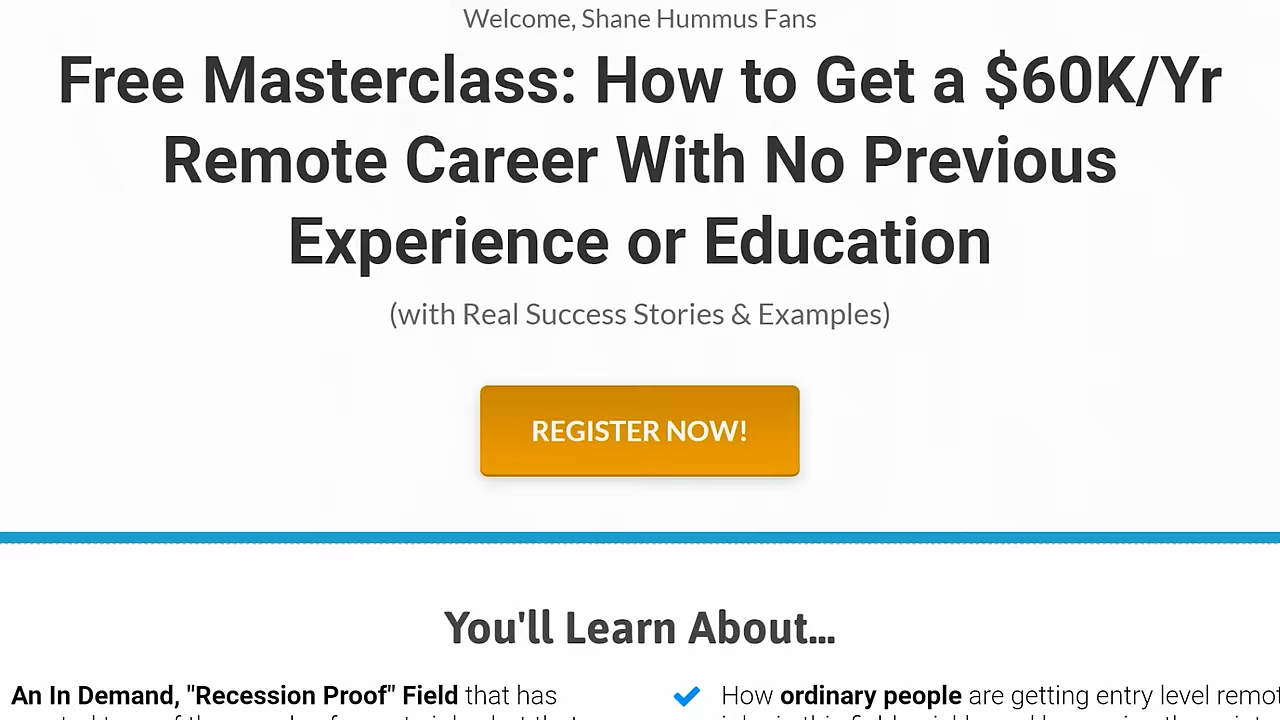 Welcome, Shane Hummus Fans
Free Masterclass: How to Get a $60K/Yr
Remote Career With No Previous
Experience or Education
(with Real Success Stories & Examples)
REGISTER NOW!
You'll Learn About...
An In Demand, "Recession Proof" Field that has
How ordinary people are getting entry level